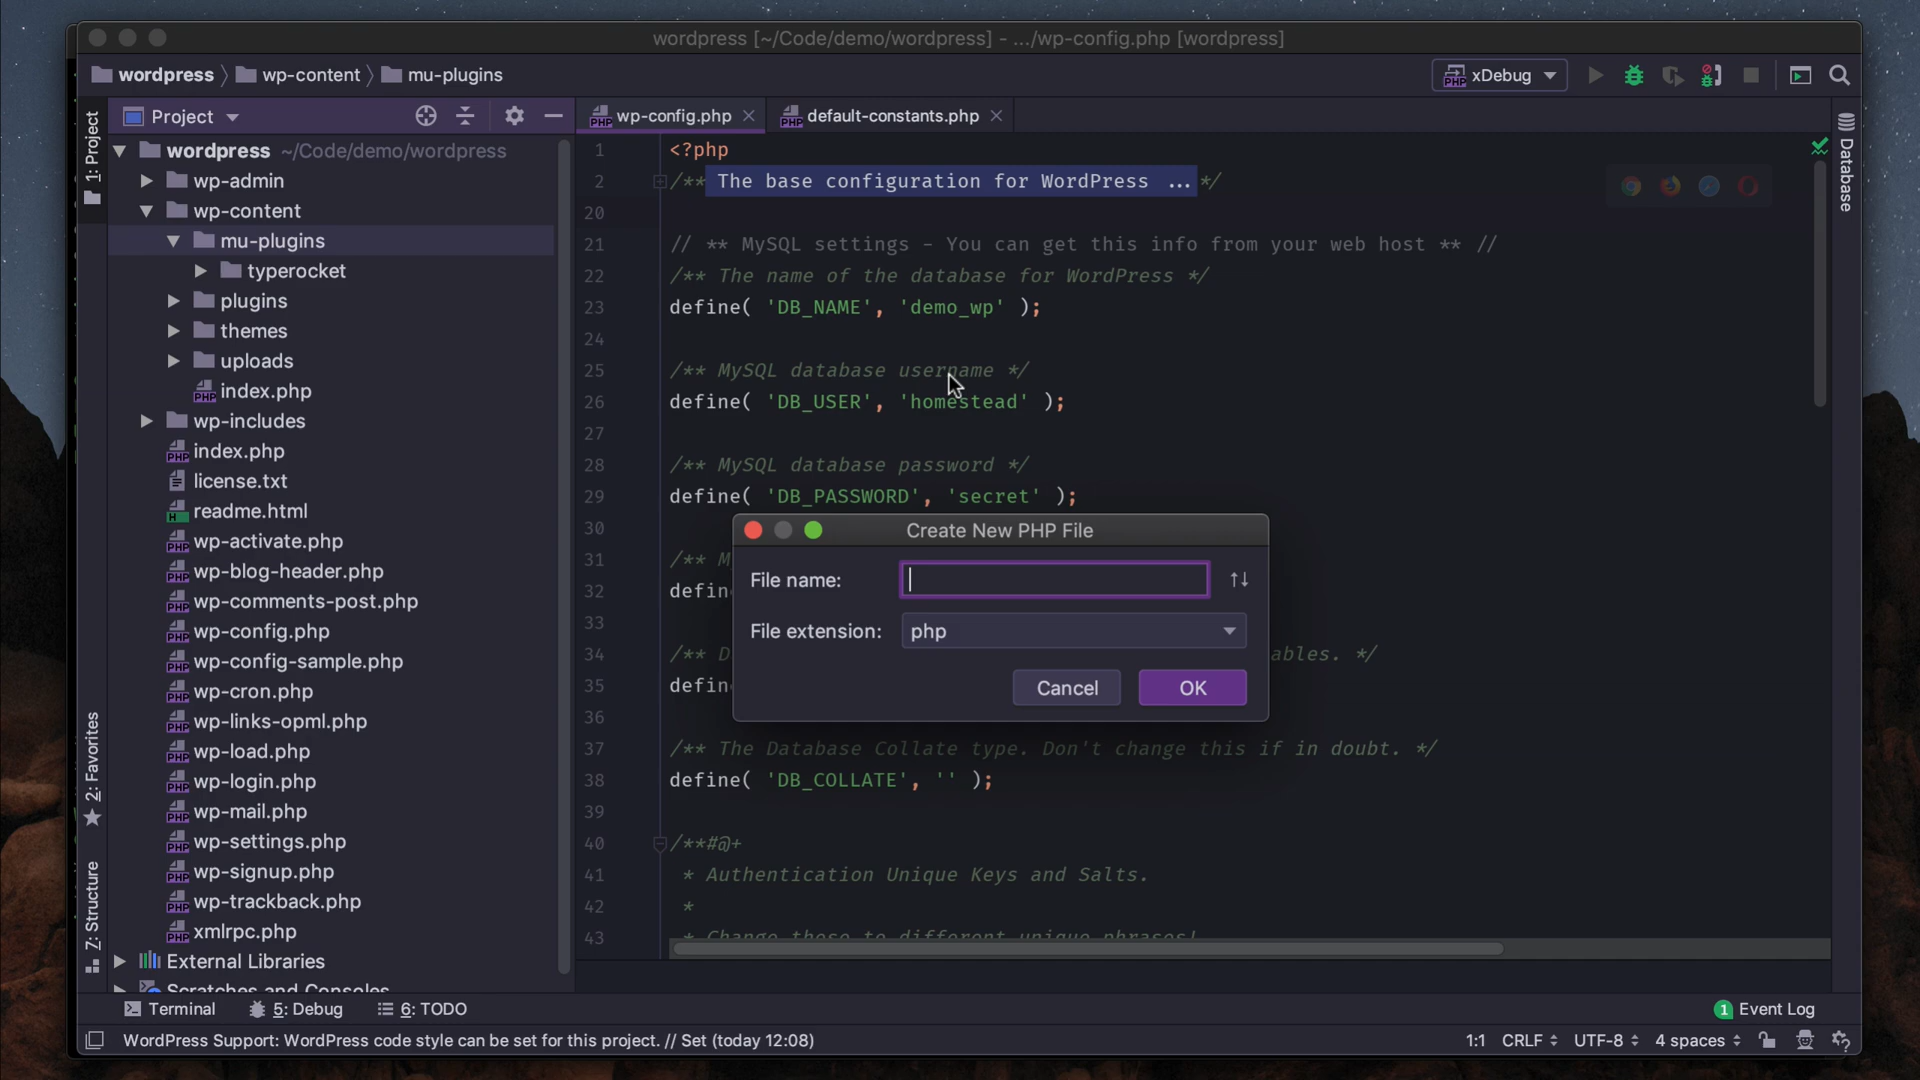 wordpress [~/Code/demo/wordpress] - .../wp-config.php [wordpress]
wordpress wp-content mu-plugins
xDebug
Project
wp-config.php
default-constants.php
1: Project
2: Favorites
Z: Structure
Database
wordpress ~/Code/demo/wordpress
wp-admin
wp-content
mu-plugins
typerocket
plugins
themes
uploads
index.php
wp-includes
index.php
license.txt
readme.html
wp-activate.php
wp-blog-header.php
wp-comments-post.php
wp-config.php
wp-config-sample.php
wp-cron.php
wp-links-opml.php
wp-load.php
wp-login.php
wp-mail.php
wp-settings.php
wp-signup.php
wp-trackback.php
xmlrpc.php
External Libraries
Scratches and Consoles
1 <?php
2 /** The base configuration for WordPress ... */
20
21 // ** MySQL settings - You can get this info from your web host ** //
22 /** The name of the database for WordPress */
23 define( 'DB_NAME', 'demo_wp' );
24
25 /** MySQL database username */
26 define( 'DB_USER', 'homestead' );
27
28 /** MySQL database password */
29 define( 'DB_PASSWORD', 'secret' );
30
31 /** M
32 defin
33
34 /** D ables. */
35 defin
36
37 /** The Database Collate type. Don't change this if in doubt. */
38 define( 'DB_COLLATE', '' );
39
40 /**#@+
41 * Authentication Unique Keys and Salts.
42 *
43 * Change these to different unique phrases!
Create New PHP File
File name:
File extension: php
Cancel OK
Terminal 5: Debug 6: TODO
1 Event Log
WordPress Support: WordPress code style can be set for this project. // Set (today 12:08)
1:1 CRLF UTF-8 4 spaces